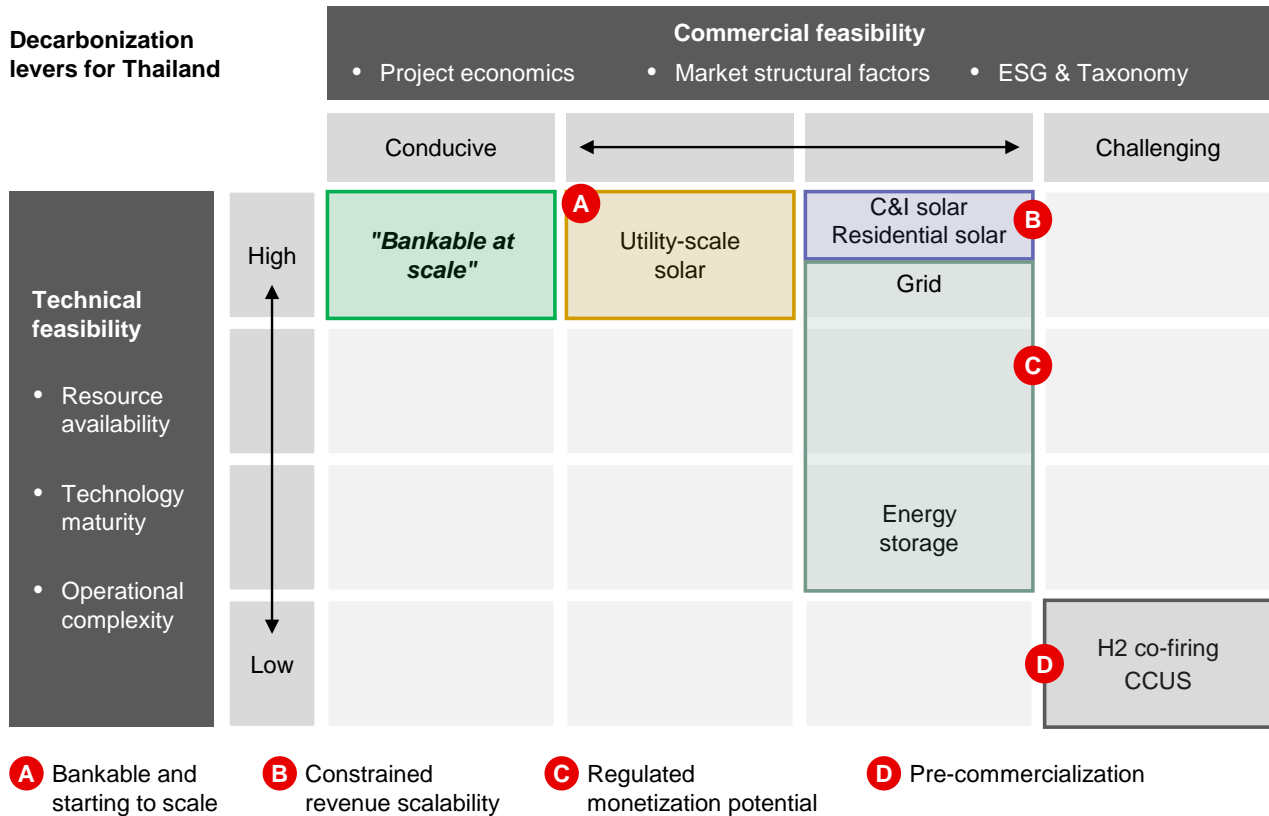 Decarbonization
levers for Thailand
Commercial feasibility
• Project economics
• Market structural factors
• ESG & Taxonomy
Conducive
Challenging
Technical
feasibility
• Resource
availability
• Technology
maturity
• Operational
complexity
High
Low
"Bankable at
scale"
A
Utility-scale
solar
C&I solar
Residential solar
B
Grid
C
Energy
storage
D
H2 co-firing
CCUS
A Bankable and
starting to scale
B Constrained
revenue scalability
C Regulated
monetization potential
D Pre-commercialization